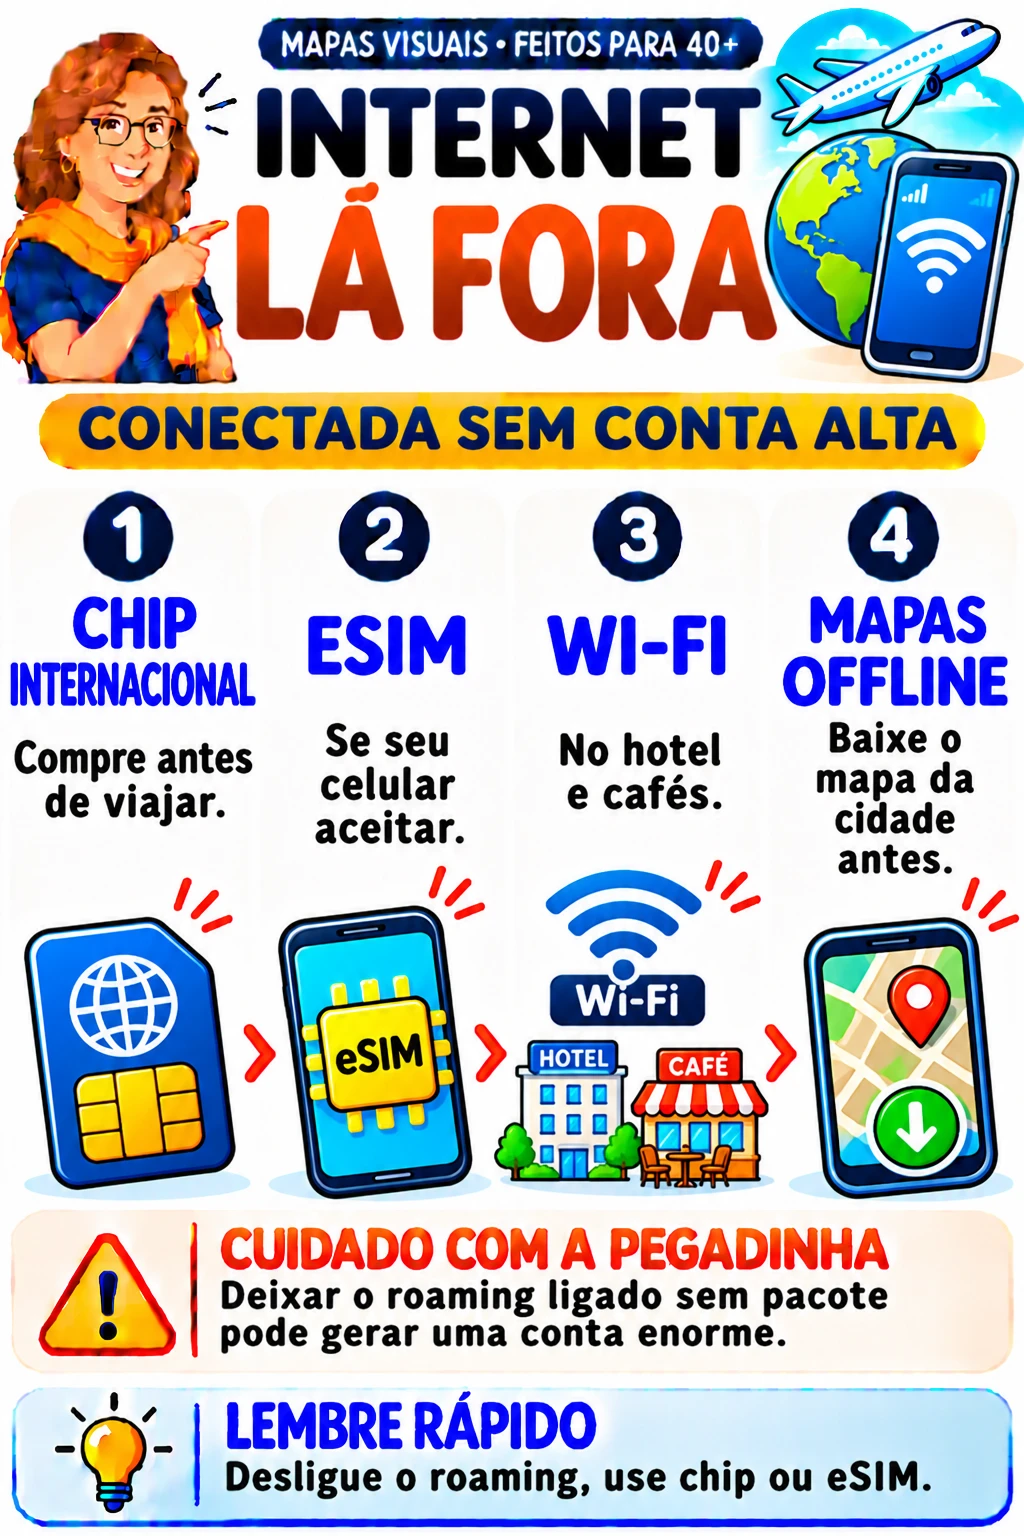 MAPAS VISUAIS • FEITOS PARA 40+
INTERNET
LÃ FORA
CONECTADA SEM CONTA ALTA
1
2
3
4
CHIP
INTERNACIONAL
Compre antes
de viajar.
ESIM
Se seu
celular
aceitar.
eSIM
WI-FI
No hotel
e cafés.
Wi-Fi
HOTEL
CAFÉ
MAPAS
OFFLINE
Baixe o
mapa da
cidade
antes.
CUIDADO COM A PEGADINHA
Deixar o roaming ligado sem pacote
pode gerar uma conta enorme.
LEMBRE RÁPIDO
Desligue o roaming, use chip ou eSIM.